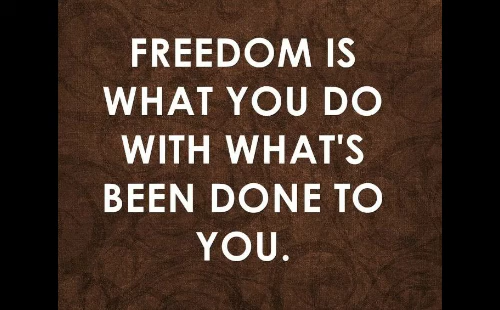 FREEDOM IS
WHAT YOU DO
WITH WHAT'S
BEEN DONE TO
YOU.